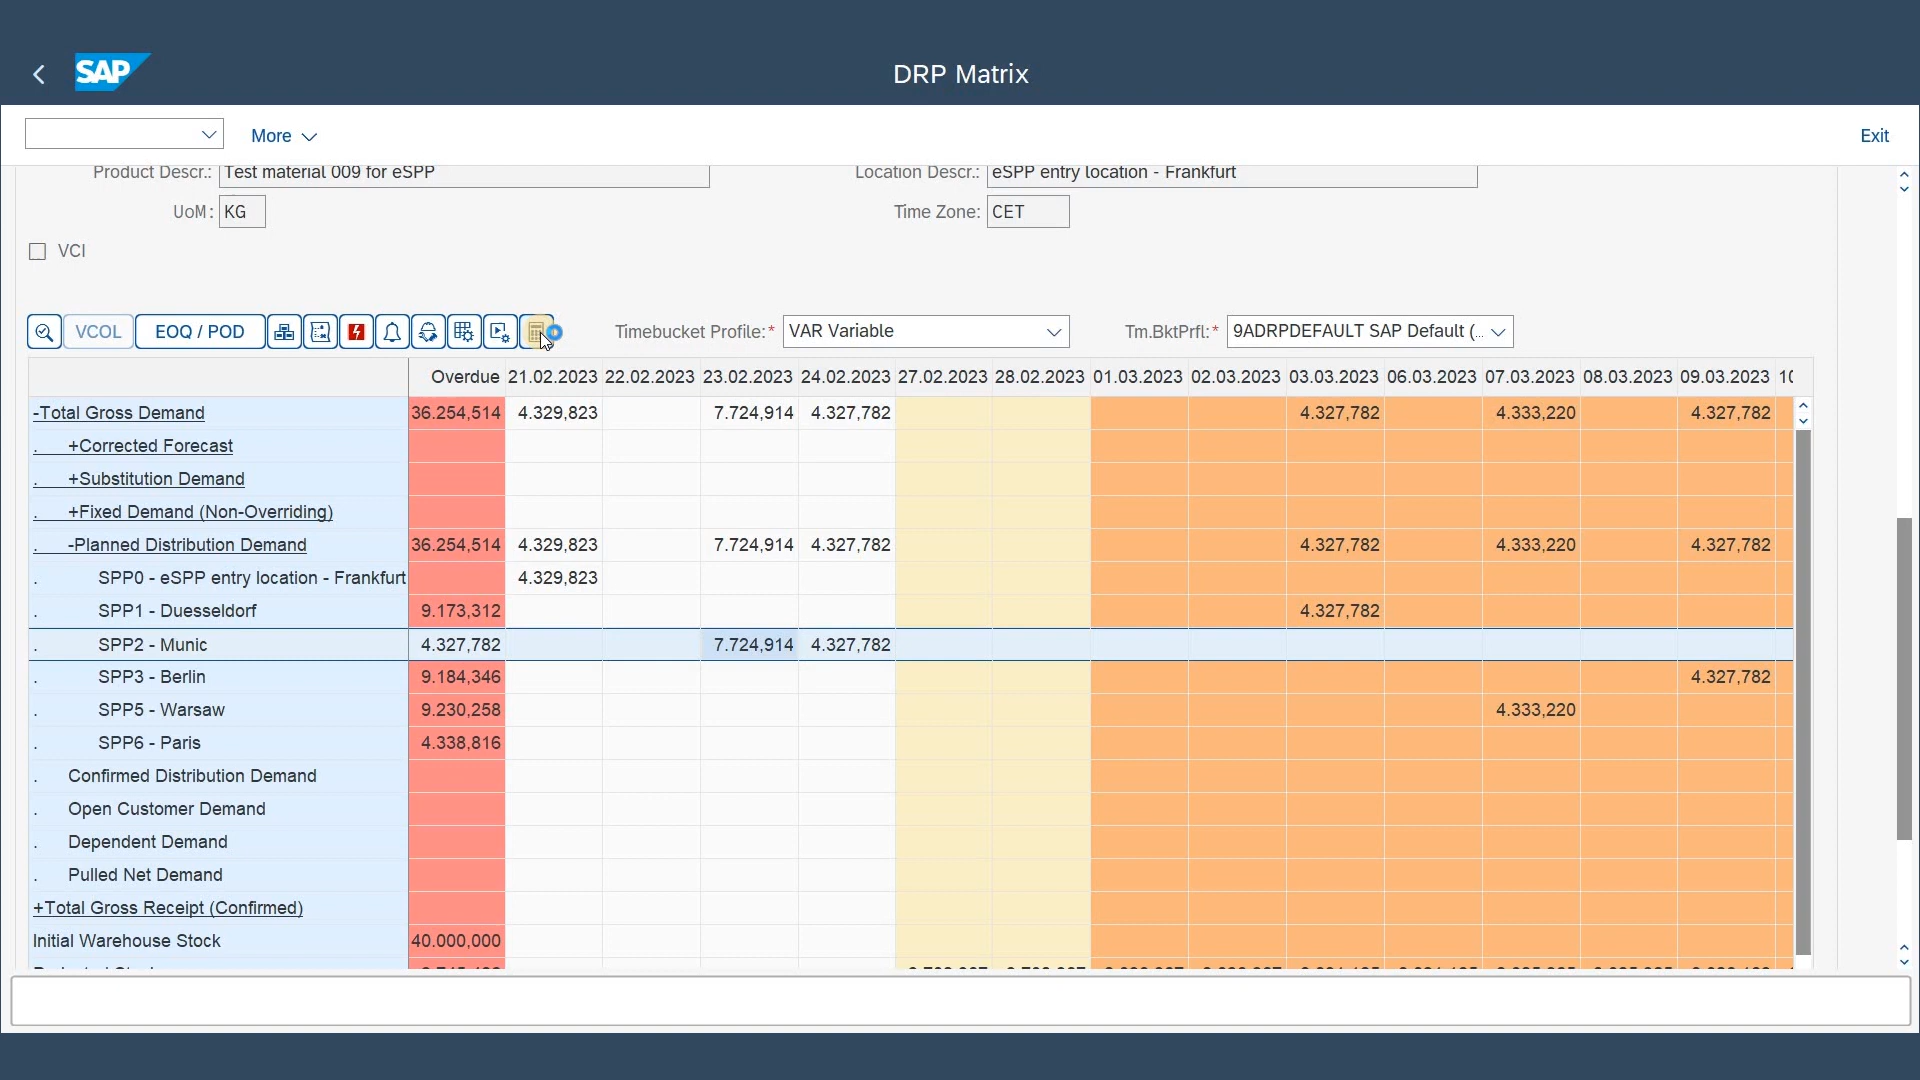 SAP
DRP Matrix
More
Exit
Product Descr.: Test material 009 for eSPP Location Descr.: eSPP entry location - Frankfurt
UoM: KG Time Zone: CET
VCI
VCOL EOQ / POD Timebucket Profile:* VAR Variable Tm.BktPrfl:* 9ADRPDEFAULT SAP Default (...
Overdue 21.02.2023 22.02.2023 23.02.2023 24.02.2023 27.02.2023 28.02.2023 01.03.2023 02.03.2023 03.03.2023 06.03.2023 07.03.2023 08.03.2023 09.03.2023
-Total Gross Demand 36.254,514 4.329,823 7.724,914 4.327,782 4.327,782 4.333,220 4.327,782
. +Corrected Forecast
. +Substitution Demand
. +Fixed Demand (Non-Overriding)
. -Planned Distribution Demand 36.254,514 4.329,823 7.724,914 4.327,782 4.327,782 4.333,220 4.327,782
. SPP0 - eSPP entry location - Frankfurt 4.329,823
. SPP1 - Duesseldorf 9.173,312 4.327,782
. SPP2 - Munic 4.327,782 7.724,914 4.327,782
. SPP3 - Berlin 9.184,346 4.327,782
. SPP5 - Warsaw 9.230,258 4.333,220
. SPP6 - Paris 4.338,816
. Confirmed Distribution Demand
. Open Customer Demand
. Dependent Demand
. Pulled Net Demand
+Total Gross Receipt (Confirmed)
Initial Warehouse Stock 40.000,000